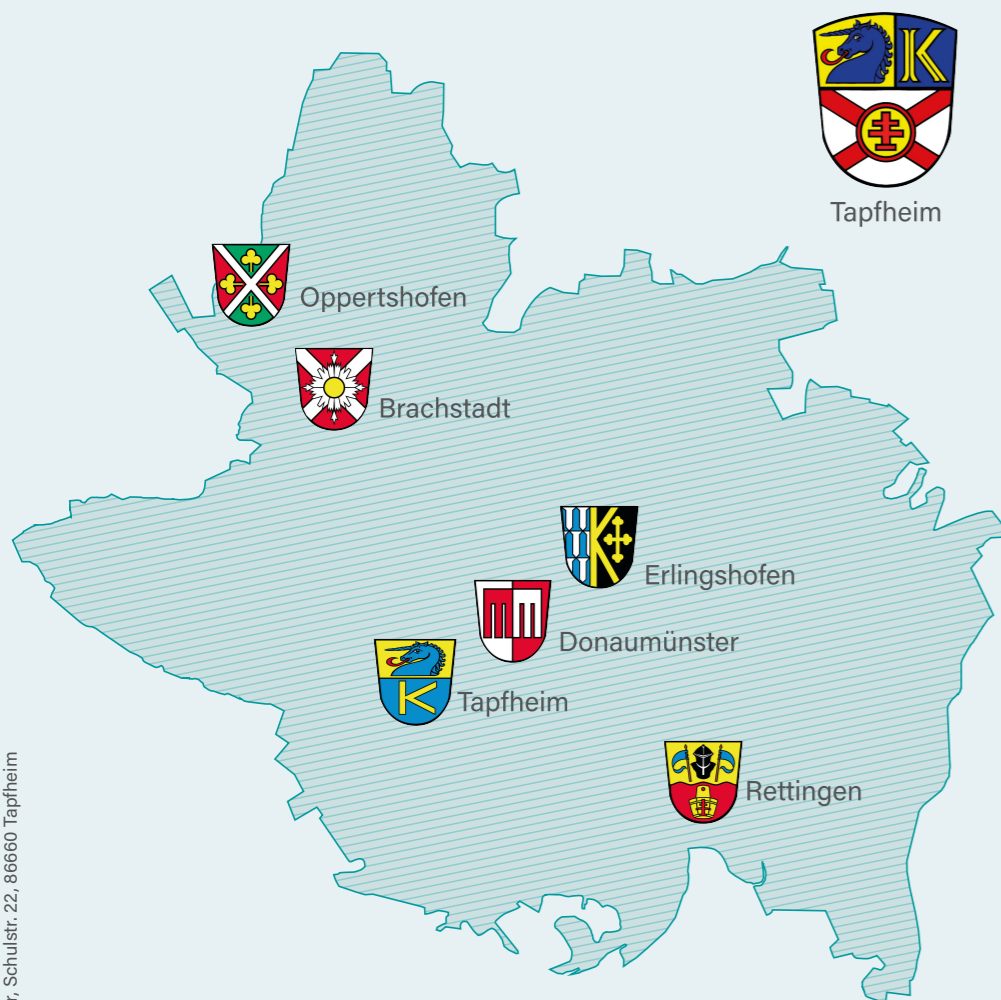 Tapfheim
Oppertshofen
Brachstadt
Erlingshofen
Donaumünster
Tapfheim
Rettingen
Schulstr. 22, 86660 Tapfheim
K
K
K